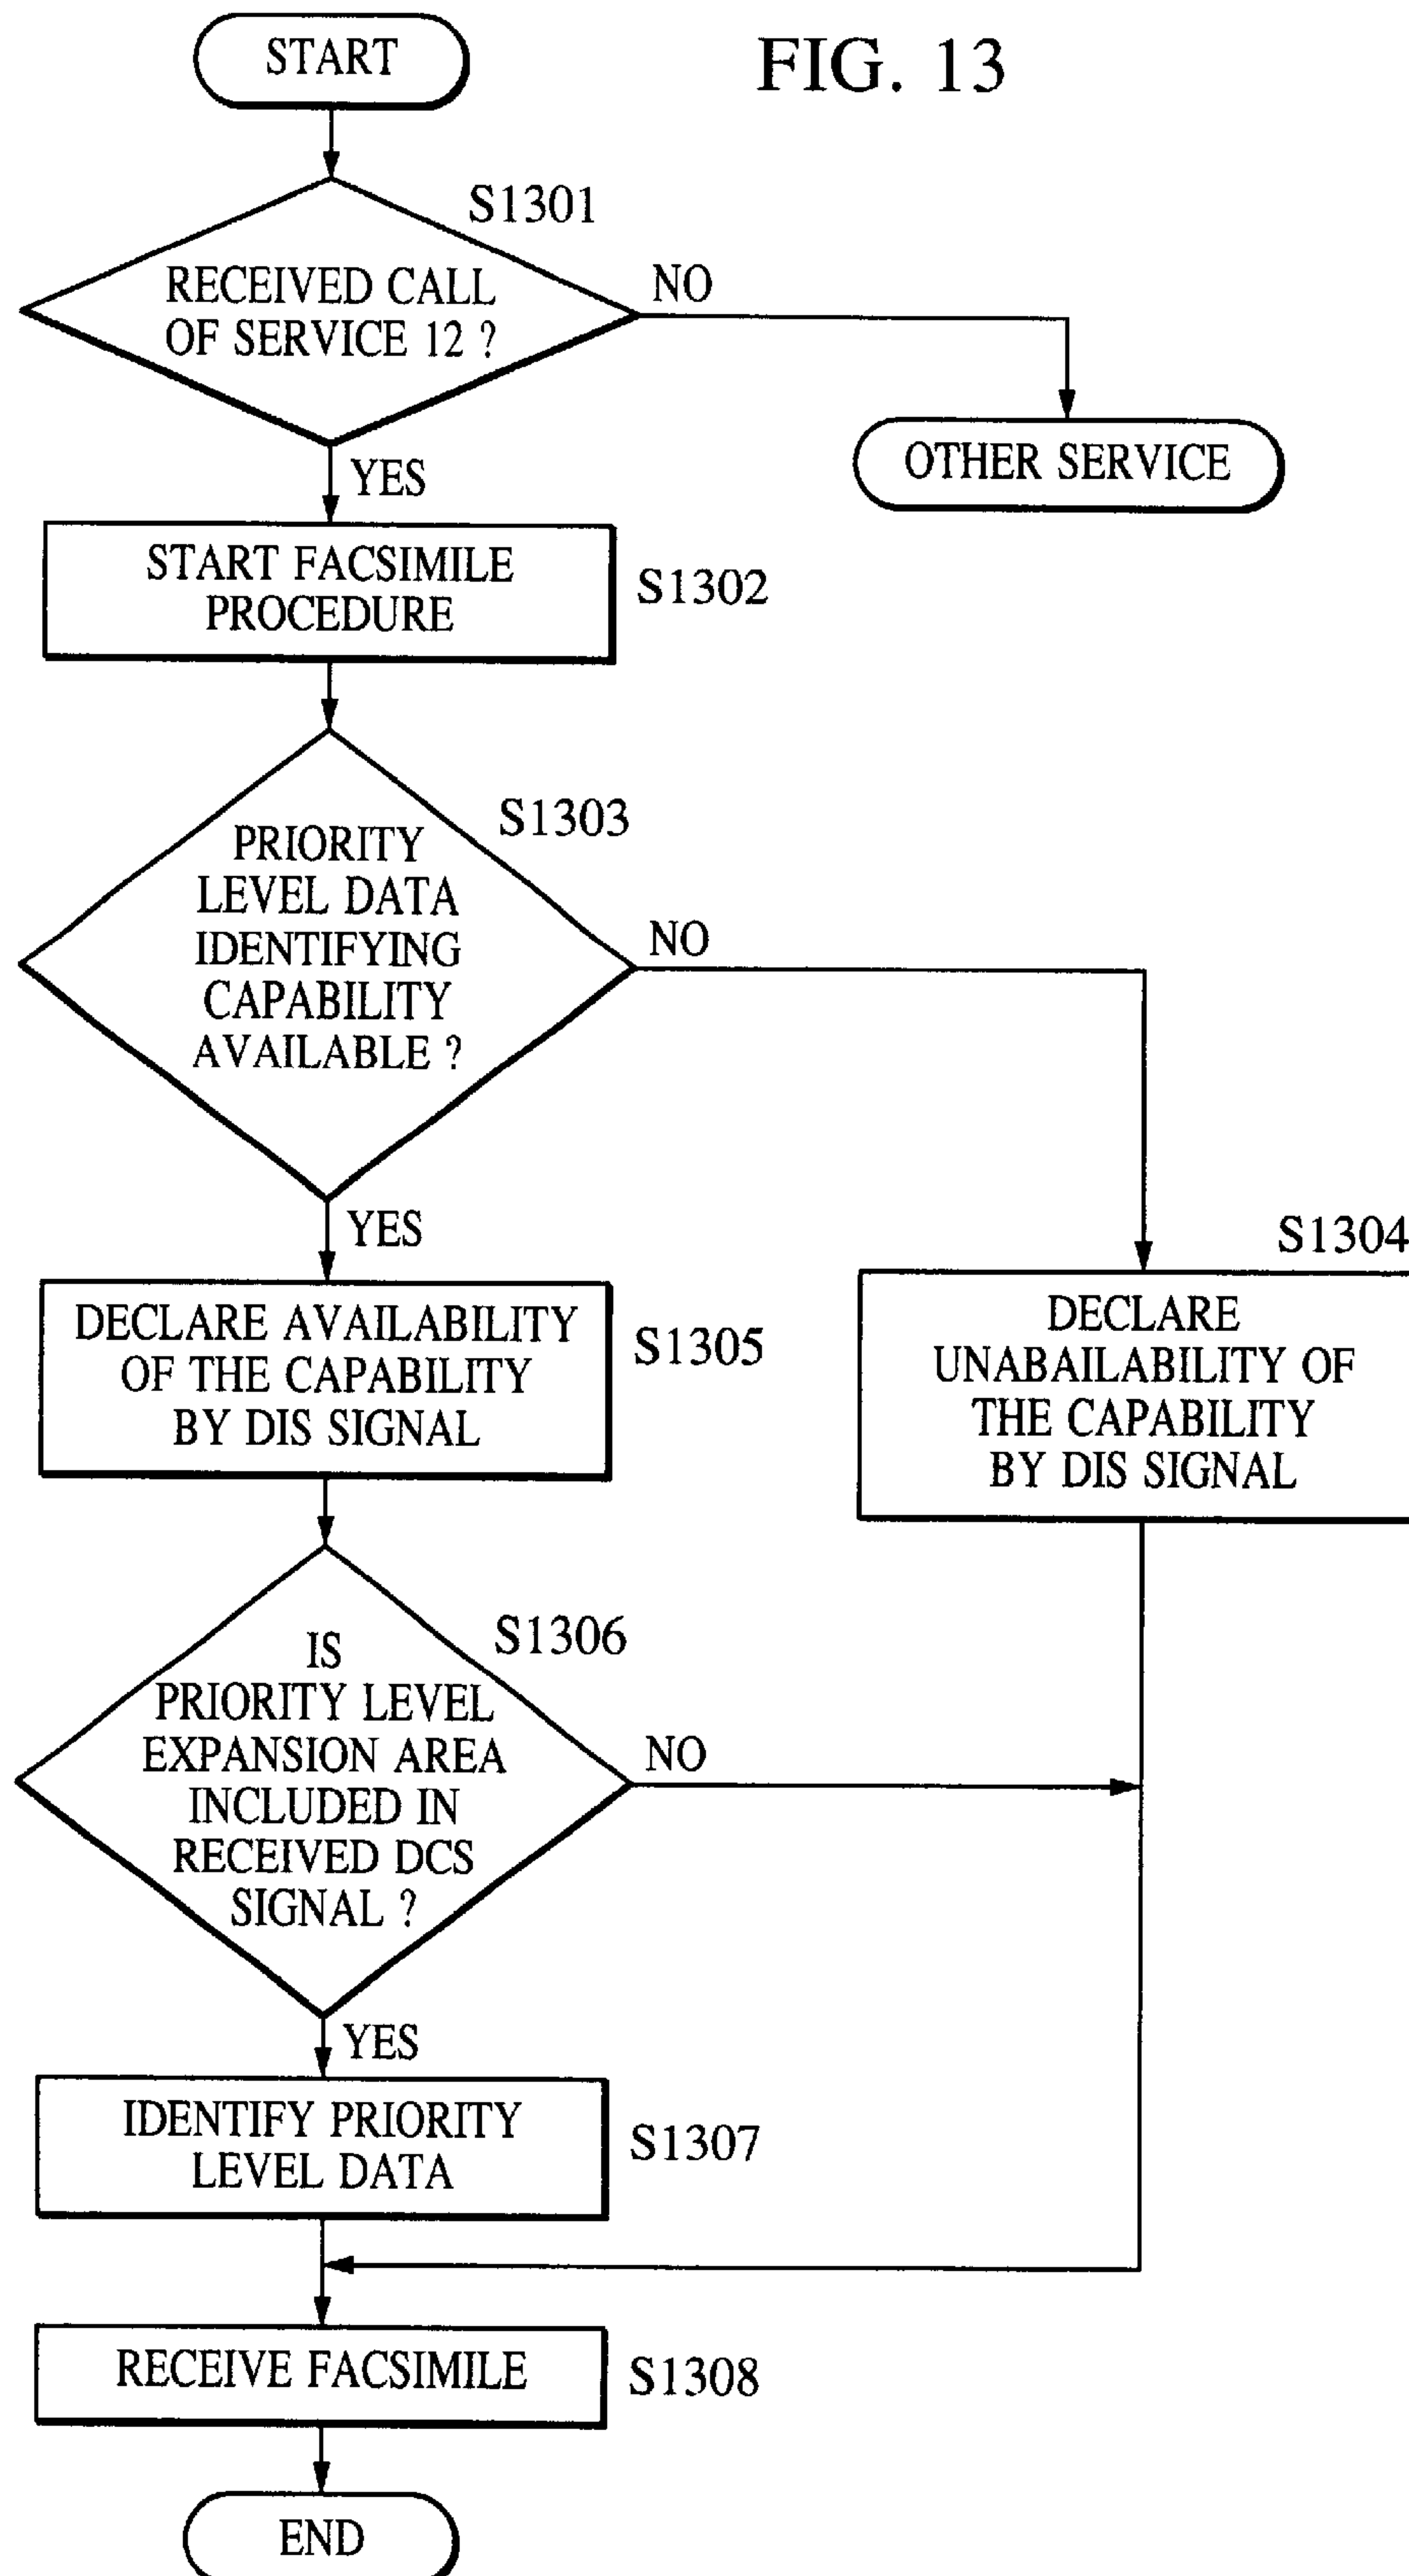 START
FIG. 13
S1301
RECEIVED CALL
OF SERVICE 12 ?
NO
OTHER SERVICE
YES
START FACSIMILE
PROCEDURE
S1302
S1303
PRIORITY
LEVEL DATA
IDENTIFYING
CAPABILITY
AVAILABLE ?
NO
YES
S1304
DECLARE
UNABAILABILITY OF
THE CAPABILITY
BY DIS SIGNAL
DECLARE AVAILABILITY
OF THE CAPABILITY
BY DIS SIGNAL
S1305
S1306
IS
PRIORITY LEVEL
EXPANSION AREA
INCLUDED IN
RECEIVED DCS
SIGNAL ?
NO
YES
IDENTIFY PRIORITY
LEVEL DATA
S1307
RECEIVE FACSIMILE
S1308
END